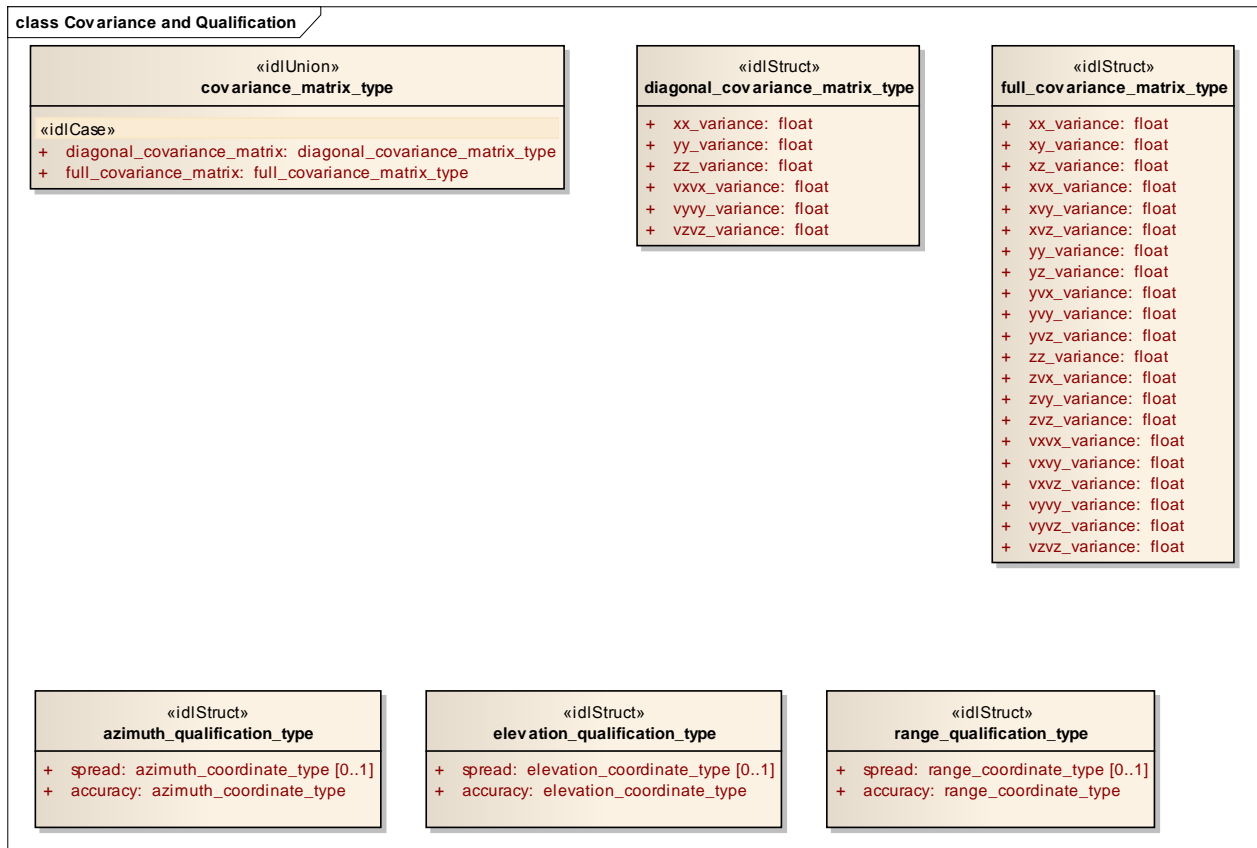 class Covariance and Qualification
«idlUnion»
covariance_matrix_type
«idlCase»
+ diagonal_covariance_matrix: diagonal_covariance_matrix_type
+ full_covariance_matrix: full_covariance_matrix_type
«idlStruct»
diagonal_covariance_matrix_type
+ xx_variance: float
+ yy_variance: float
+ zz_variance: float
+ vxvx_variance: float
+ vyvy_variance: float
+ vzvz_variance: float
«idlStruct»
full_covariance_matrix_type
+ xx_variance: float
+ xy_variance: float
+ xz_variance: float
+ xvx_variance: float
+ xvy_variance: float
+ xvz_variance: float
+ yy_variance: float
+ yz_variance: float
+ yvx_variance: float
+ yvy_variance: float
+ yvz_variance: float
+ zz_variance: float
+ zvx_variance: float
+ zvy_variance: float
+ zvz_variance: float
+ vxvx_variance: float
+ vxvy_variance: float
+ vxvz_variance: float
+ vyvy_variance: float
+ vyvz_variance: float
+ vzvz_variance: float
«idlStruct»
azimuth_qualification_type
+ spread: azimuth_coordinate_type [0..1]
+ accuracy: azimuth_coordinate_type
«idlStruct»
elevation_qualification_type
+ spread: elevation_coordinate_type [0..1]
+ accuracy: elevation_coordinate_type
«idlStruct»
range_qualification_type
+ spread: range_coordinate_type [0..1]
+ accuracy: range_coordinate_type